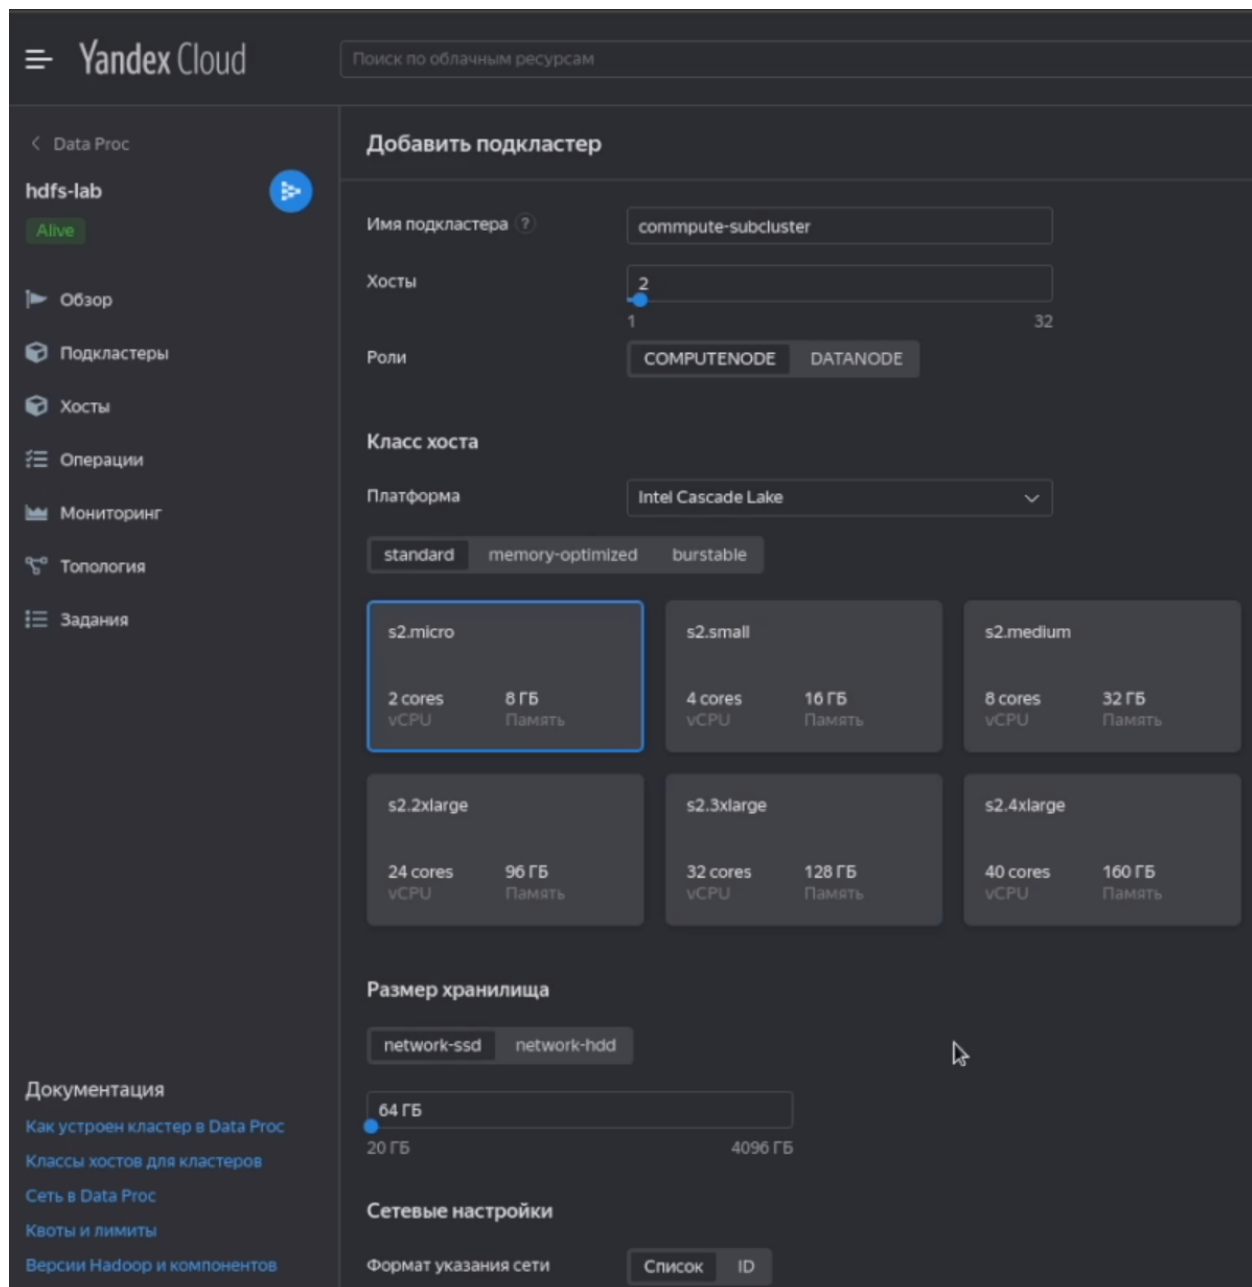 Yandex Cloud
Поиск по облачным ресурсам
Data Proc
hdfs-lab
Alive
Обзор
Подкластеры
Хосты
Операции
Мониторинг
Топология
Задания
Документация
Как устроен кластер в Data Proc
Классы хостов для кластеров
Сеть в Data Proc
Квоты и лимиты
Версии Hadoop и компонентов
Добавить подкластер
Имя подкластера ? commpute-subcluster
Хосты 2
1 32
Роли COMPUTENODE DATANODE
Класс хоста
Платформа Intel Cascade Lake
standard memory-optimized burstable
s2.micro s2.small s2.medium
2 cores 8 ГБ 4 cores 16 ГБ 8 cores 32 ГБ
vCPU Память vCPU Память vCPU Память
s2.2xlarge s2.3xlarge s2.4xlarge
24 cores 96 ГБ 32 cores 128 ГБ 40 cores 160 ГБ
vCPU Память vCPU Память vCPU Память
Размер хранилища
network-ssd network-hdd
64 ГБ
20 ГБ 4096 ГБ
Сетевые настройки
Формат указания сети Список ID